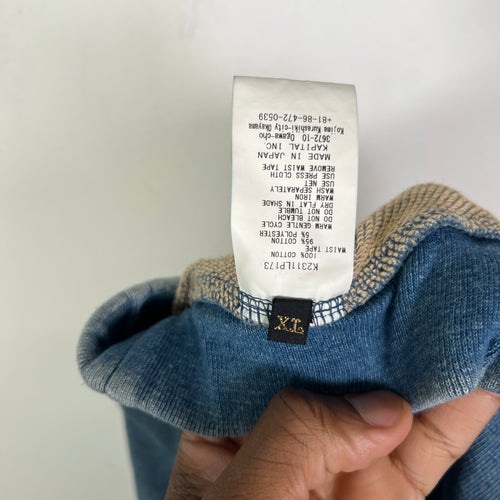 K2311LP173
100% COTTON
WAIST TAPE
95% COTTON
5% POLYESTER
WARM GENTLE CYCLE
DO NOT BLEACH
DO NOT TUMBLE
DRY FLAT IN SHADE
WARM IRON
WASH SEPARATELY
USE NET
USE PRESS CLOTH
REMOVE WAIST TAPE
MADE IN JAPAN
KAPITAL INC
3672-10 Ogawa-cho
Kojima Kurashiki-city Okayama
+81-86-472-0539
XL